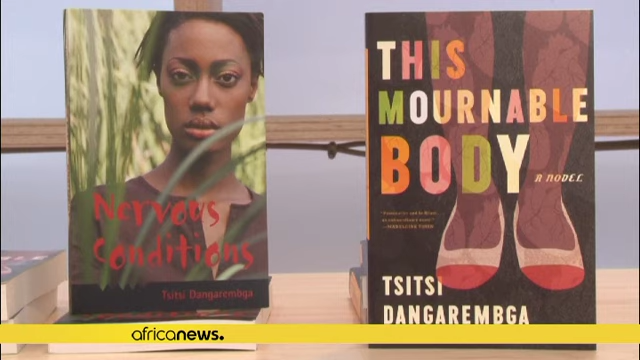 Nervous
Conditions
Tsitsi Dangarembga
THIS
MOURNABLE
BODY
A NOVEL
TSITSI
DANGAREMBGA
africanews.